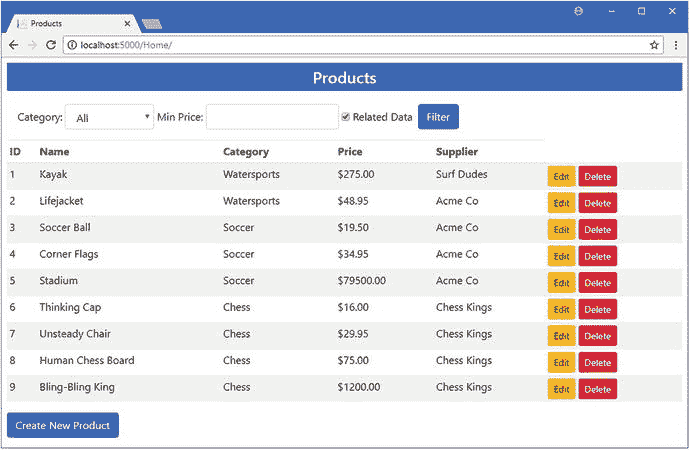 Products
localhost:5000/Home/
Products
Category: All Min Price: Related Data Filter
ID Name Category Price Supplier
1 Kayak Watersports $275.00 Surf Dudes Edit Delete
2 Lifejacket Watersports $48.95 Acme Co Edit Delete
3 Soccer Ball Soccer $19.50 Acme Co Edit Delete
4 Corner Flags Soccer $34.95 Acme Co Edit Delete
5 Stadium Soccer $79500.00 Acme Co Edit Delete
6 Thinking Cap Chess $16.00 Chess Kings Edit Delete
7 Unsteady Chair Chess $29.95 Chess Kings Edit Delete
8 Human Chess Board Chess $75.00 Chess Kings Edit Delete
9 Bling-Bling King Chess $1200.00 Chess Kings Edit Delete
Create New Product